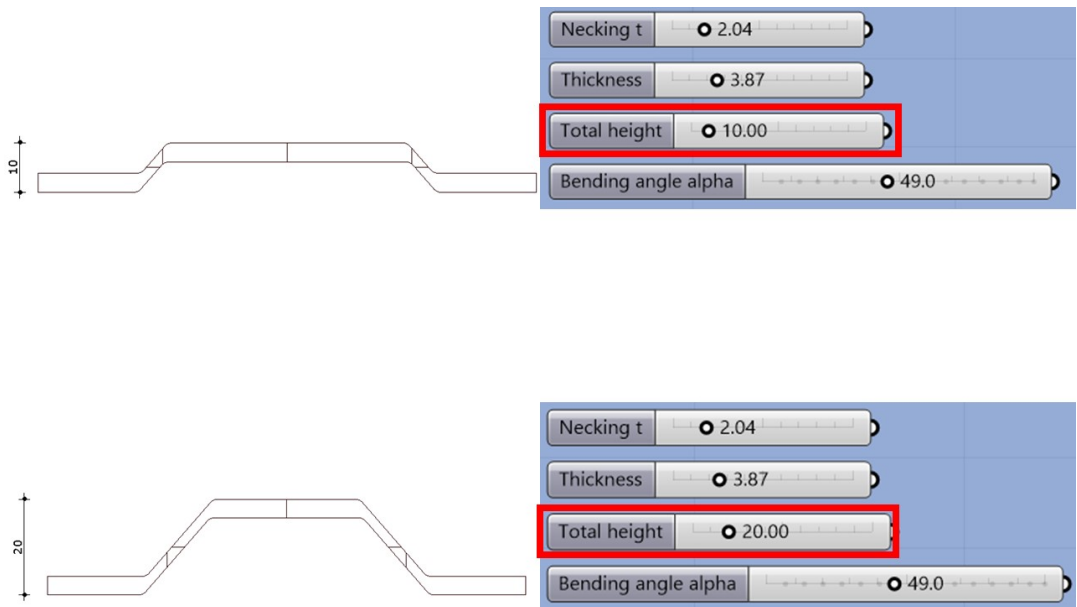 Necking t 2.04
Thickness 3.87
Total height 10.00
Bending angle alpha 49.0
10
Necking t 2.04
Thickness 3.87
Total height 20.00
Bending angle alpha 49.0
20